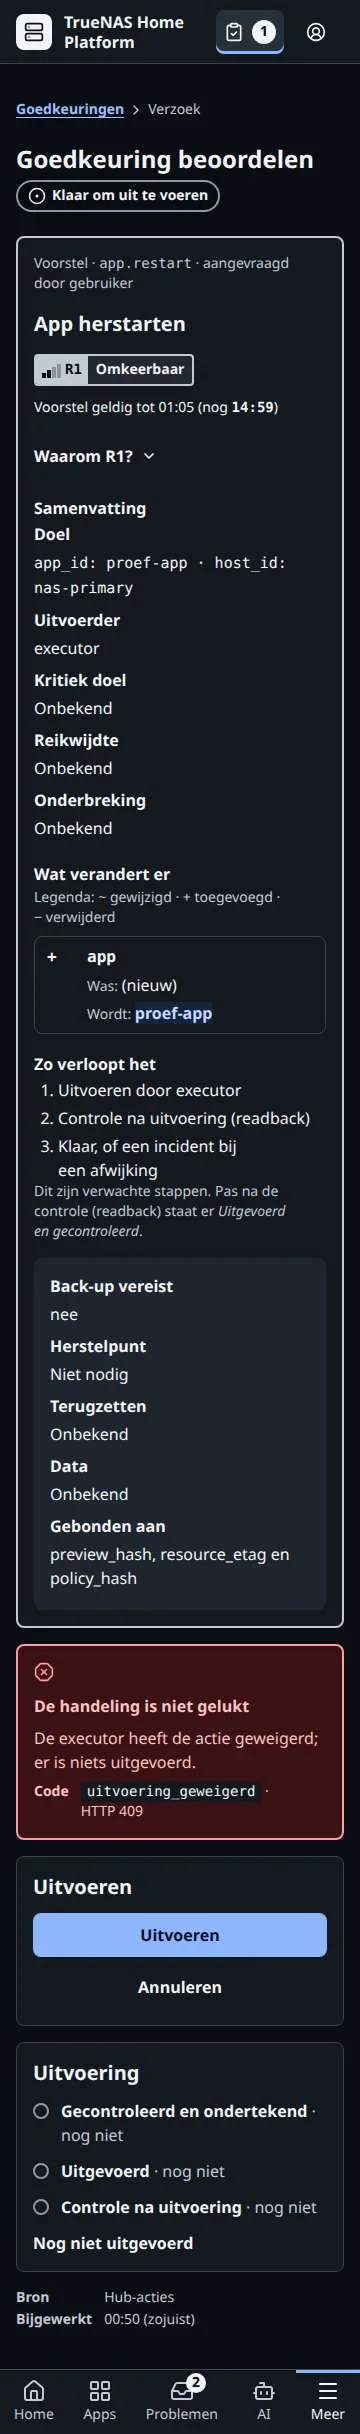 TrueNAS Home
Platform
1
Goedkeuringen > Verzoek
Goedkeuring beoordelen
Klaar om uit te voeren
Voorstel · app.restart · aangevraagd
door gebruiker
App herstarten
R1 Omkeerbaar
Voorstel geldig tot 01:05 (nog 14:59)
Waarom R1?
Samenvatting
Doel
app_id: proef-app · host_id:
nas-primary
Uitvoerder
executor
Kritiek doel
Onbekend
Reikwijdte
Onbekend
Onderbreking
Onbekend
Wat verandert er
Legenda: ~ gewijzigd · + toegevoegd ·
− verwijderd
+ app
Was: (nieuw)
Wordt: proef-app
Zo verloopt het
1. Uitvoeren door executor
2. Controle na uitvoering (readback)
3. Klaar, of een incident bij
een afwijking
Dit zijn verwachte stappen. Pas na de
controle (readback) staat er Uitgevoerd
en gecontroleerd.
Back-up vereist
nee
Herstelpunt
Niet nodig
Terugzetten
Onbekend
Data
Onbekend
Gebonden aan
preview_hash, resource_etag en
policy_hash
De handeling is niet gelukt
De executor heeft de actie geweigerd;
er is niets uitgevoerd.
Code uitvoering_geweigerd ·
HTTP 409
Uitvoeren
Uitvoeren
Annuleren
Uitvoering
Gecontroleerd en ondertekend ·
nog niet
Uitgevoerd · nog niet
Controle na uitvoering · nog niet
Nog niet uitgevoerd
Bron Hub-acties
Bijgewerkt 00:50 (zojuist)
2
Home Apps Problemen AI Meer